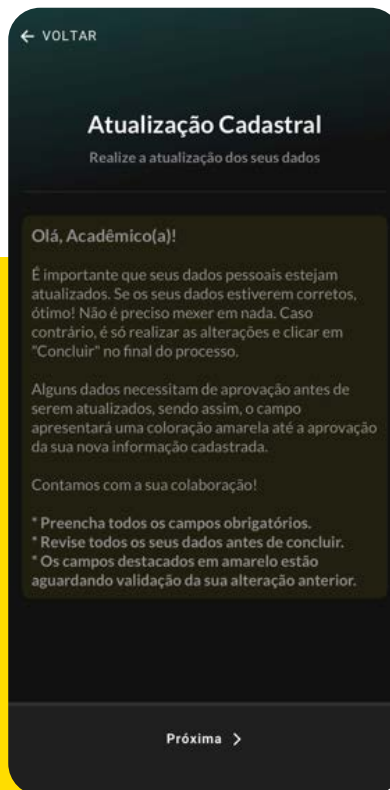 ← VOLTAR
Atualização Cadastral
Realize a atualização dos seus dados
Olá, Acadêmico(a)!
É importante que seus dados pessoais estejam
atualizados. Se os seus dados estiverem corretos,
ótimo! Não é preciso mexer em nada. Caso
contrário, é só realizar as alterações e clicar em
"Concluir" no final do processo.
Alguns dados necessitam de aprovação antes de
serem atualizados, sendo assim, o campo
apresentará uma coloração amarela até a aprovação
da sua nova informação cadastrada.
Contamos com a sua colaboração!
* Preencha todos os campos obrigatórios.
* Revise todos os seus dados antes de concluir.
* Os campos destacados em amarelo estão
aguardando validação da sua alteração anterior.
Próxima >